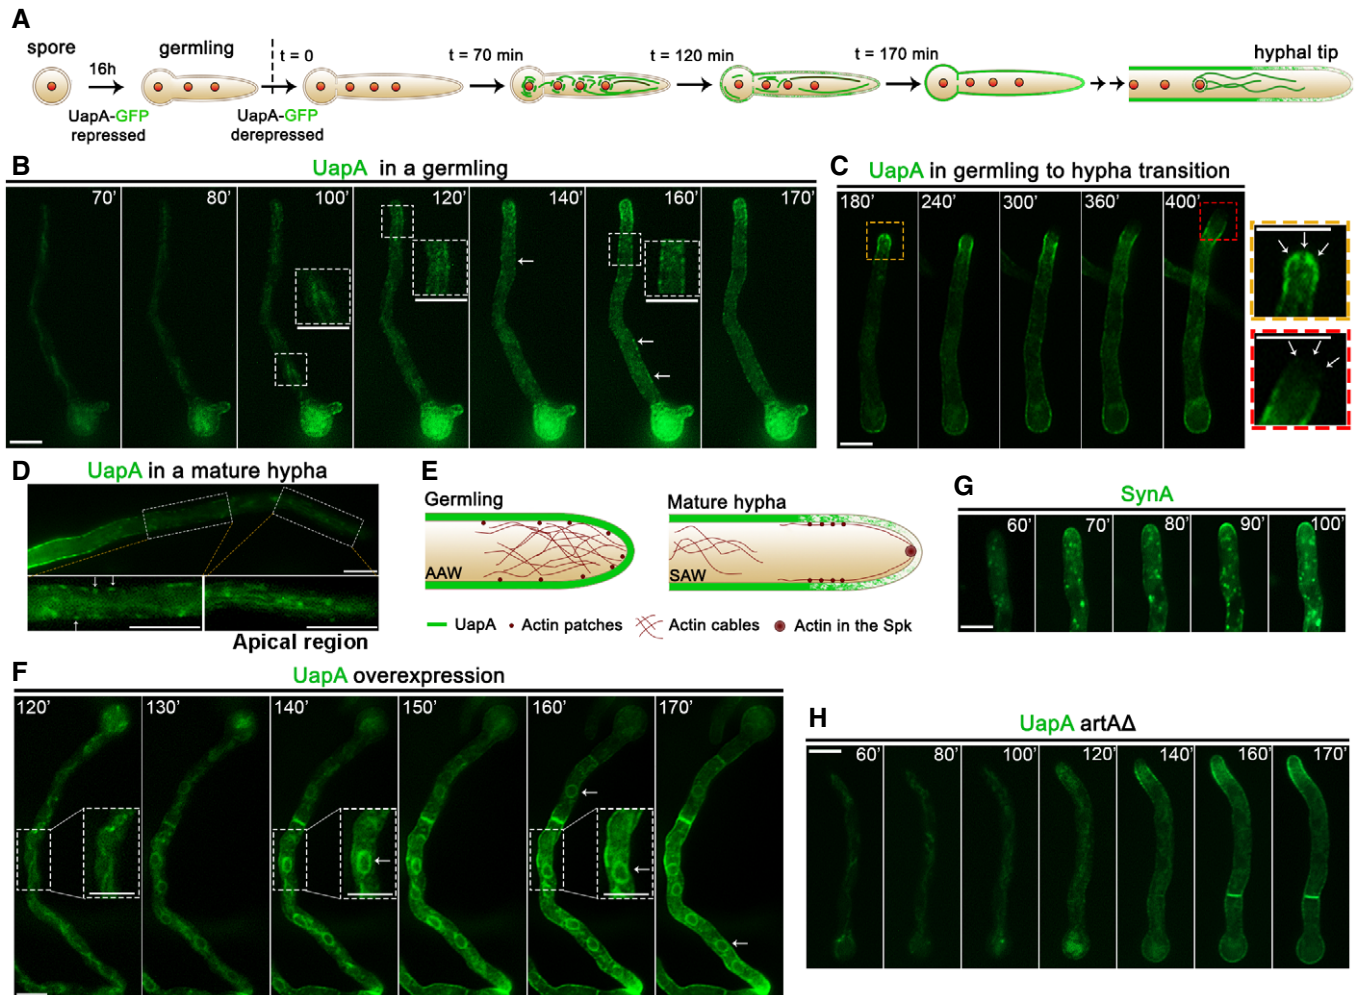 A
spore
16h
UapA-GFP
repressed
germling
t = 0
UapA-GFP
derepressed
t = 70 min
t = 120 min
t = 170 min
hyphal tip
B
UapA in a germling
70' 80' 100' 120' 140' 160' 170'
C
UapA in germling to hypha transition
180' 240' 300' 360' 400'
D
UapA in a mature hypha
Apical region
E
Germling
AAW
Mature hypha
SAW
UapA Actin patches Actin cables Actin in the Spk
G
SynA
60' 70' 80' 90' 100'
F
UapA overexpression
120' 130' 140' 150' 160' 170'
H
UapA artAΔ
60' 80' 100' 120' 140' 160' 170'